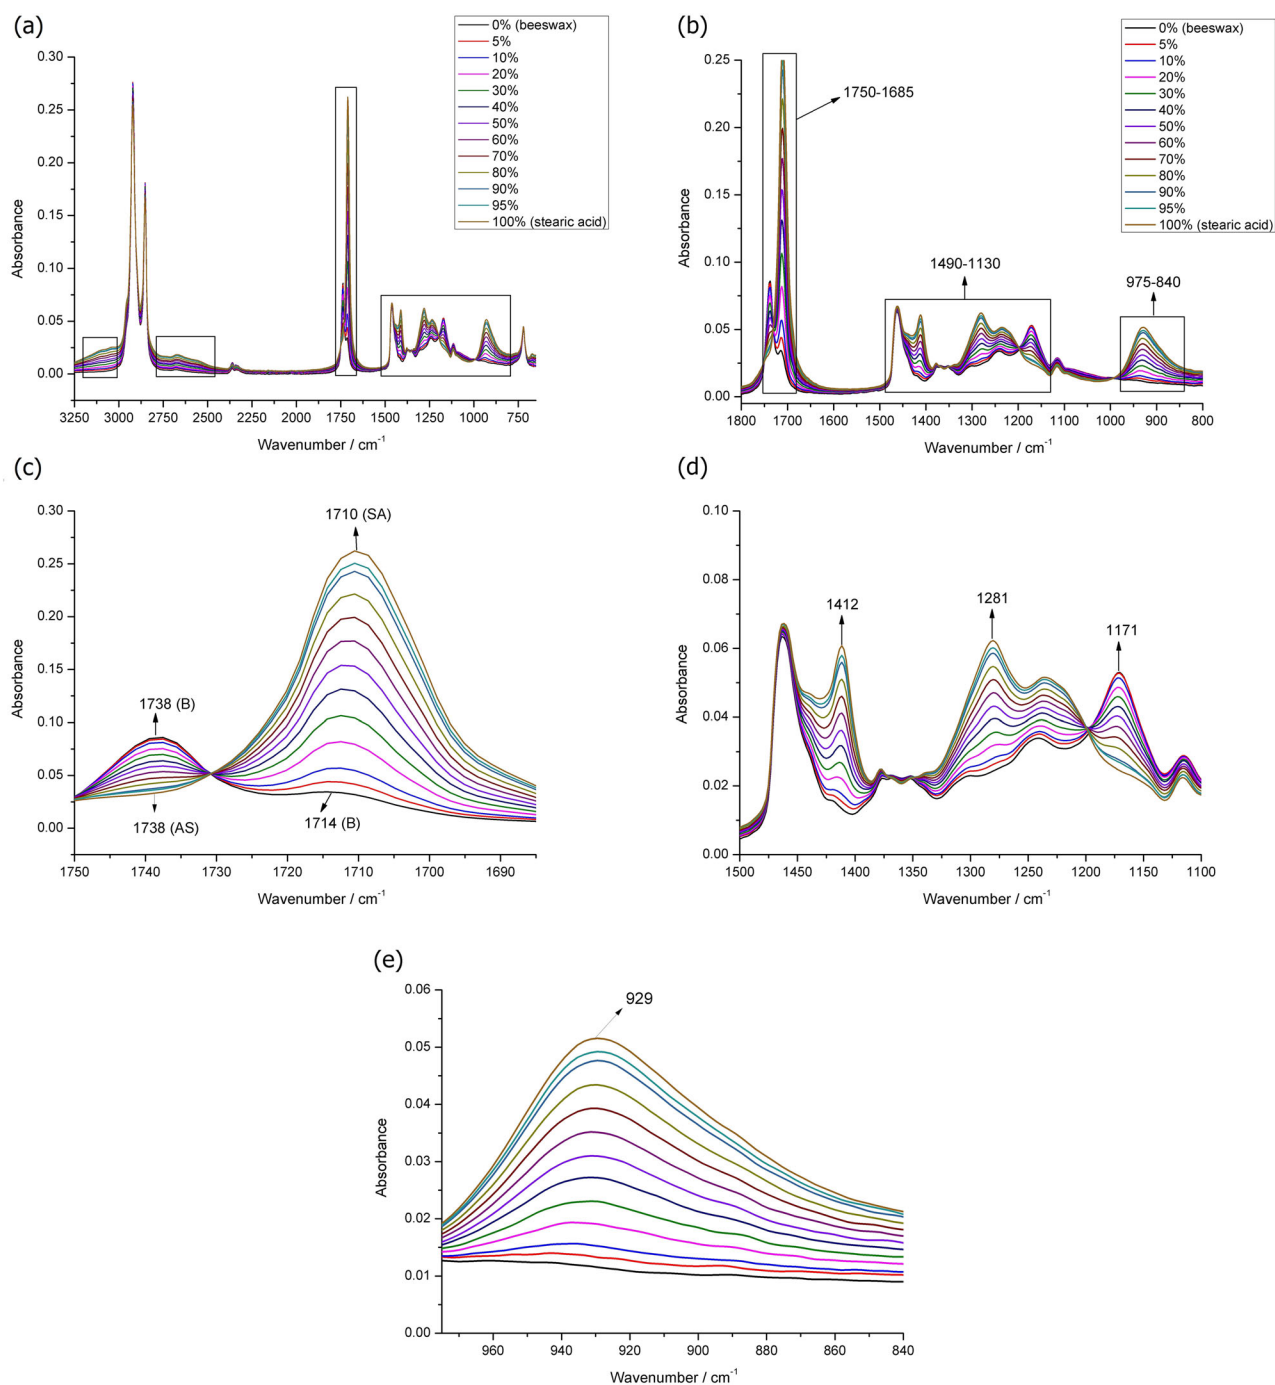 (a)
0% (beeswax)
5%
10%
20%
30%
40%
50%
60%
70%
80%
90%
95%
100% (stearic acid)
0.30
0.25
0.20
0.15
0.10
0.05
0.00
Absorbance
3250 3000 2750 2500 2250 2000 1750 1500 1250 1000 750
Wavenumber / cm⁻¹
(b)
0% (beeswax)
5%
10%
20%
30%
40%
50%
60%
70%
80%
90%
95%
100% (stearic acid)
1750-1685
1490-1130
975-840
0.25
0.20
0.15
0.10
0.05
0.00
Absorbance
1800 1700 1600 1500 1400 1300 1200 1100 1000 900 800
Wavenumber / cm⁻¹
(c)
1710 (SA)
1738 (B)
1738 (AS)
1714 (B)
0.30
0.25
0.20
0.15
0.10
0.05
0.00
Absorbance
1750 1740 1730 1720 1710 1700 1690
Wavenumber / cm⁻¹
(d)
1412
1281
1171
0.10
0.08
0.06
0.04
0.02
0.00
Absorbance
1500 1450 1400 1350 1300 1250 1200 1150 1100
Wavenumber / cm⁻¹
(e)
929
0.06
0.05
0.04
0.03
0.02
0.01
0.00
Absorbance
960 940 920 900 880 860 840
Wavenumber / cm⁻¹